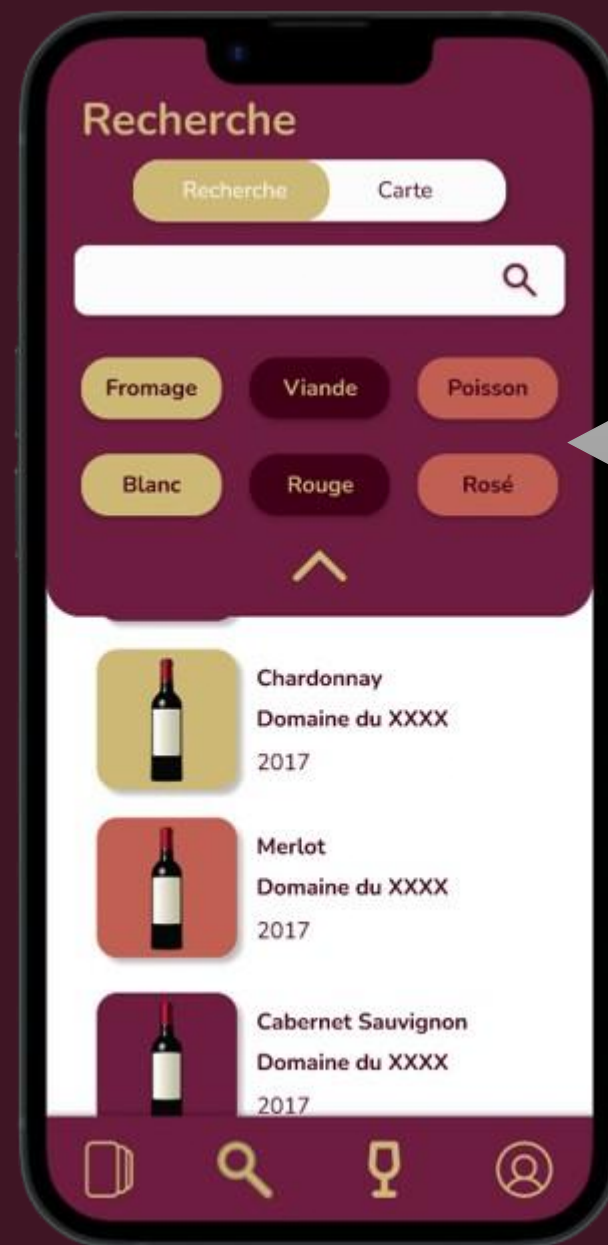 Recherche
Recherche Carte
Fromage Viande Poisson
Blanc Rouge Rosé
Chardonnay
Domaine du XXXX
2017
Merlot
Domaine du XXXX
2017
Cabernet Sauvignon
Domaine du XXXX
2017